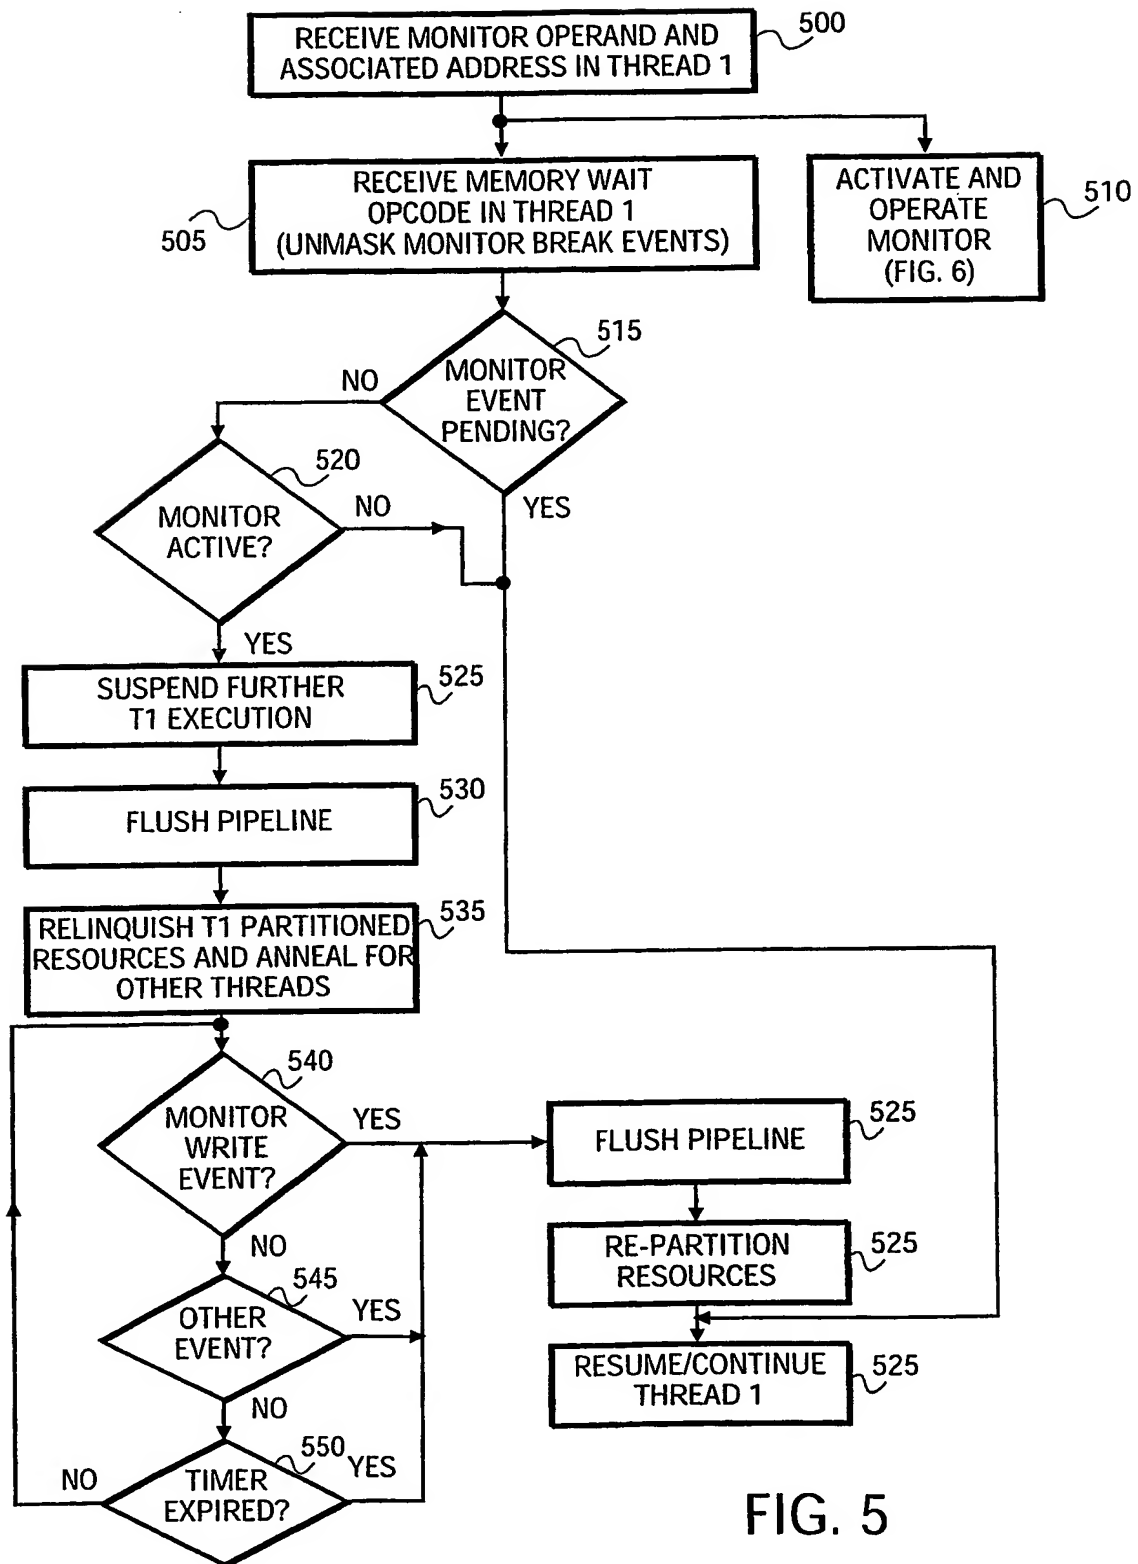 RECEIVE MONITOR OPERAND AND
ASSOCIATED ADDRESS IN THREAD 1
500
RECEIVE MEMORY WAIT
OPCODE IN THREAD 1
(UNMASK MONITOR BREAK EVENTS)
505
ACTIVATE AND
OPERATE
MONITOR
(FIG. 6)
510
MONITOR
EVENT
PENDING?
515
NO
YES
MONITOR
ACTIVE?
520
NO
YES
SUSPEND FURTHER
T1 EXECUTION
525
FLUSH PIPELINE
530
RELINQUISH T1 PARTITIONED
RESOURCES AND ANNEAL FOR
OTHER THREADS
535
MONITOR
WRITE
EVENT?
540
YES
NO
OTHER
EVENT?
545
YES
NO
TIMER
EXPIRED?
550
YES
NO
FLUSH PIPELINE
525
RE-PARTITION
RESOURCES
525
RESUME/CONTINUE
THREAD 1
525
FIG. 5